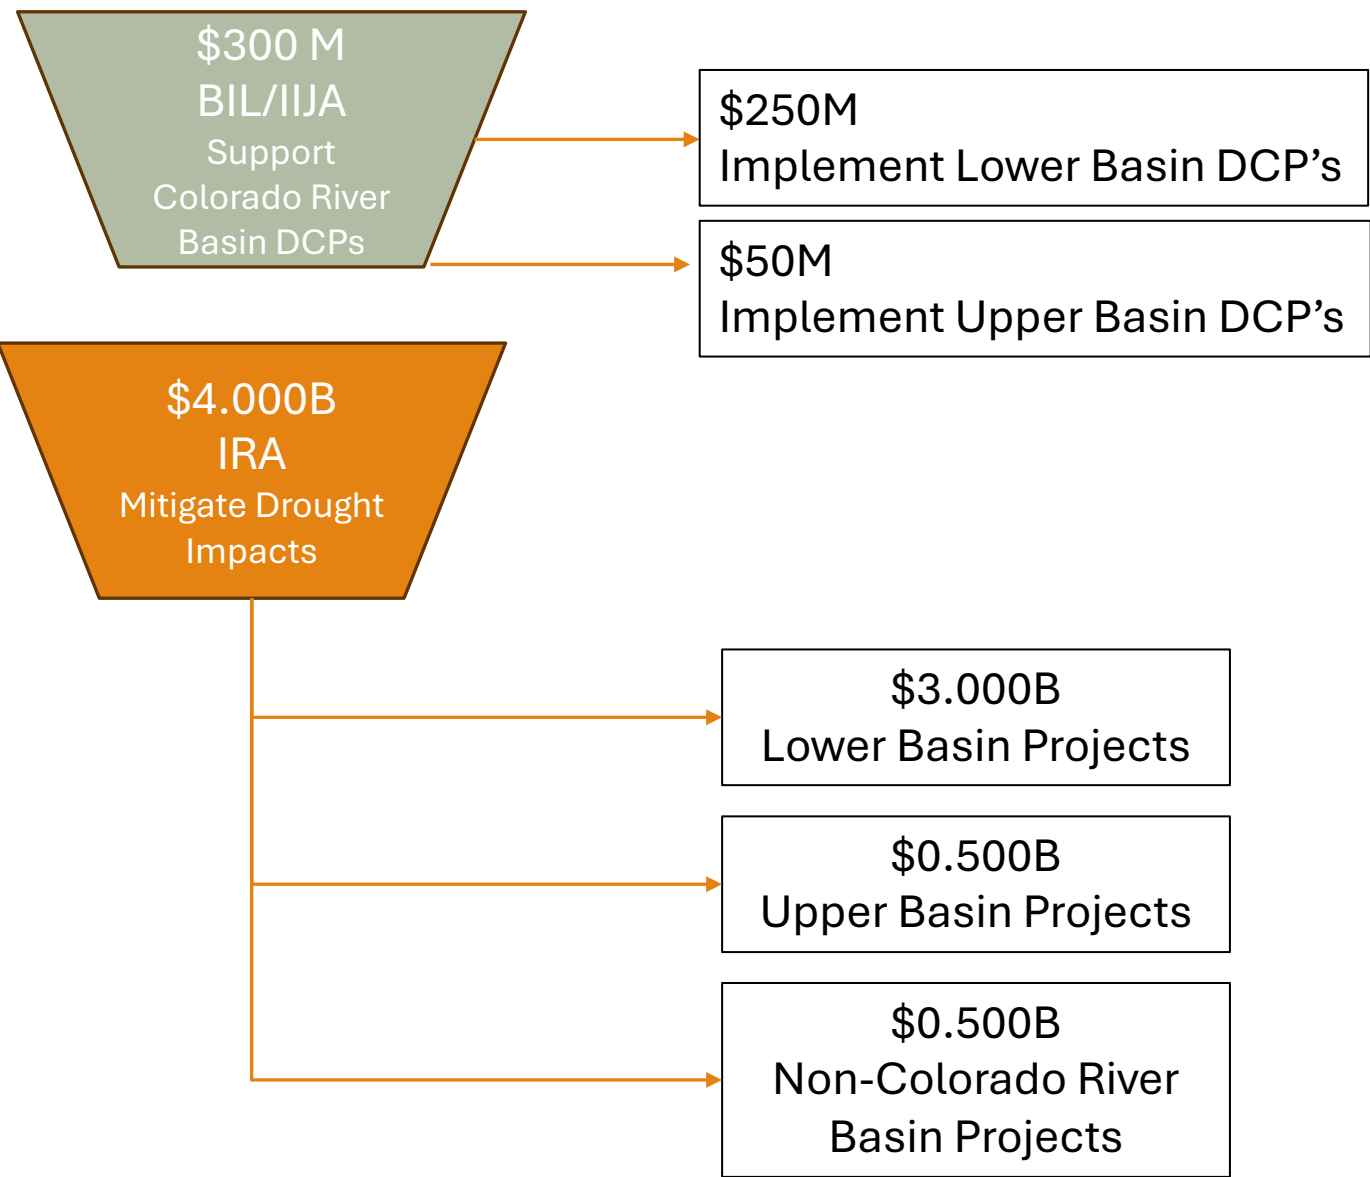 $300 M
BIL/IIJA
Support
Colorado River
Basin DCPs
$250M
Implement Lower Basin DCP’s
$50M
Implement Upper Basin DCP’s
$4.000B
IRA
Mitigate Drought
Impacts
$3.000B
Lower Basin Projects
$0.500B
Upper Basin Projects
$0.500B
Non-Colorado River
Basin Projects